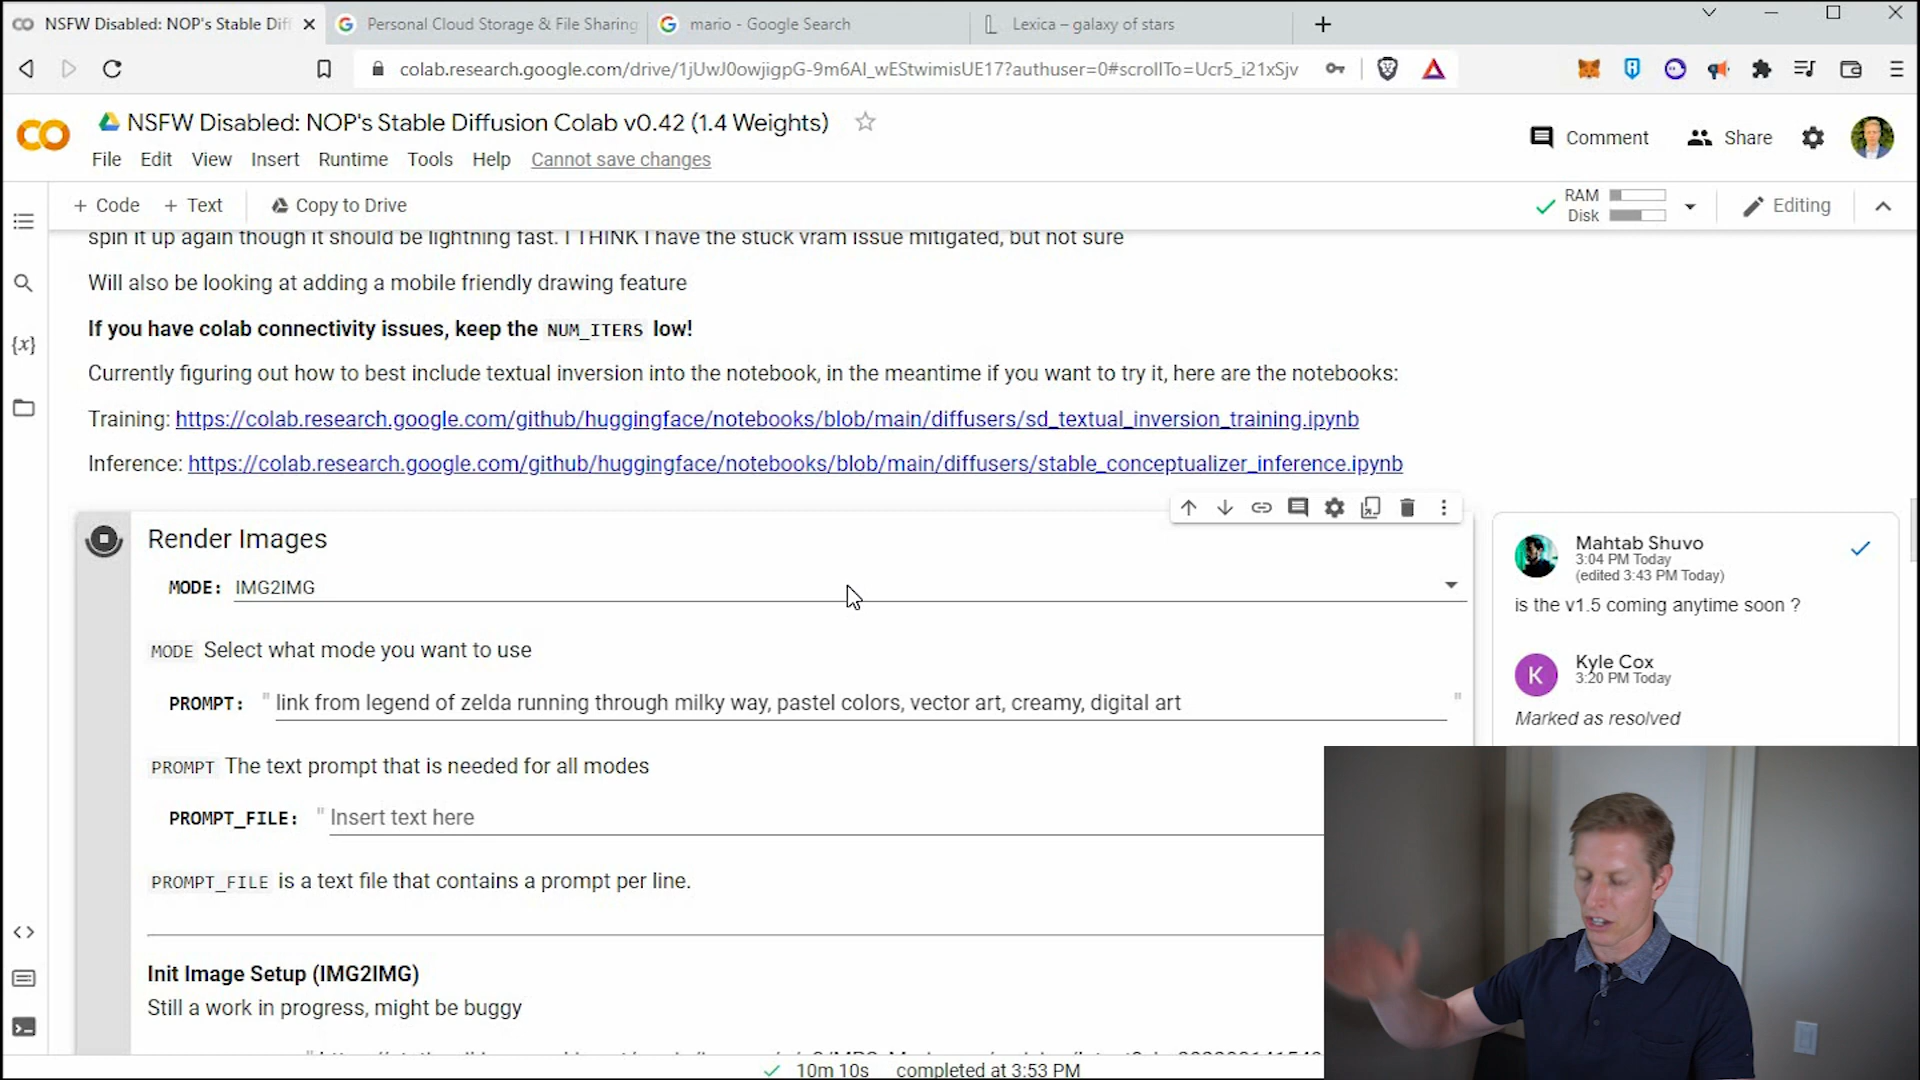 NSFW Disabled: NOP's Stable Diff
Personal Cloud Storage & File Sharing
mario - Google Search
Lexica – galaxy of stars
colab.research.google.com/drive/1jUwJ0owjigpG-9m6AI_wEStwimisUE17?authuser=0#scrollTo=Ucr5_i21xSjv
NSFW Disabled: NOP's Stable Diffusion Colab v0.42 (1.4 Weights)
Comment
Share
File Edit View Insert Runtime Tools Help Cannot save changes
+ Code + Text Copy to Drive
RAM
Disk
Editing
spin it up again though it should be lightning fast. I THINK I have the stuck vram issue mitigated, but not sure
Will also be looking at adding a mobile friendly drawing feature
If you have colab connectivity issues, keep the NUM_ITERS low!
Currently figuring out how to best include textual inversion into the notebook, in the meantime if you want to try it, here are the notebooks:
Training: https://colab.research.google.com/github/huggingface/notebooks/blob/main/diffusers/sd_textual_inversion_training.ipynb
Inference: https://colab.research.google.com/github/huggingface/notebooks/blob/main/diffusers/stable_conceptualizer_inference.ipynb
Render Images
MODE: IMG2IMG
MODE Select what mode you want to use
PROMPT: " link from legend of zelda running through milky way, pastel colors, vector art, creamy, digital art "
PROMPT The text prompt that is needed for all modes
PROMPT_FILE: " Insert text here
PROMPT_FILE is a text file that contains a prompt per line.
Init Image Setup (IMG2IMG)
Still a work in progress, might be buggy
Mahtab Shuvo
3:04 PM Today
(edited 3:43 PM Today)
is the v1.5 coming anytime soon ?
K
Kyle Cox
3:20 PM Today
Marked as resolved
10m 10s completed at 3:53 PM